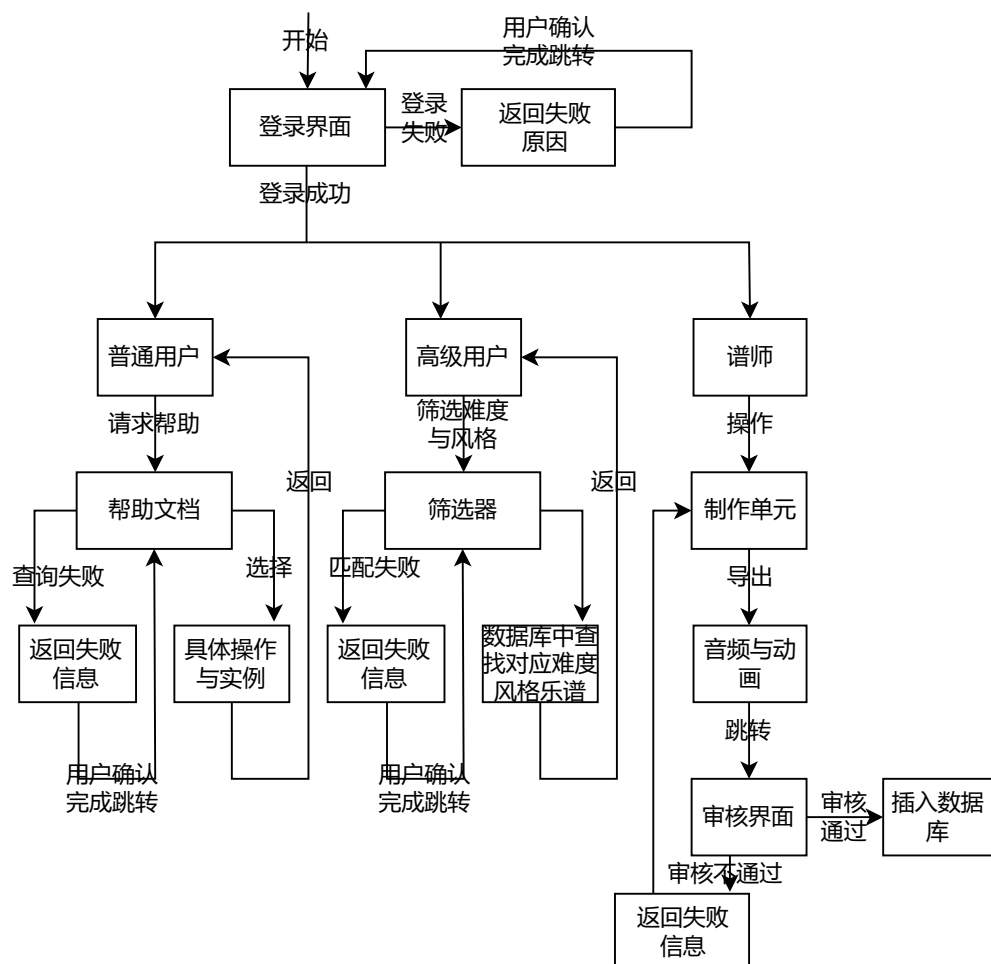 开始
用户确认
完成跳转
登录界面
登录
失败
返回失败
原因
登录成功
普通用户
高级用户
谱师
请求帮助
筛选难度
与风格
操作
返回
返回
帮助文档
筛选器
制作单元
查询失败
选择
匹配失败
导出
返回失败
信息
具体操作
与实例
返回失败
信息
数据库中查
找对应难度
风格乐谱
音频与动
画
跳转
用户确认
完成跳转
用户确认
完成跳转
审核界面
审核
通过
插入数据
库
审核不通过
返回失败
信息